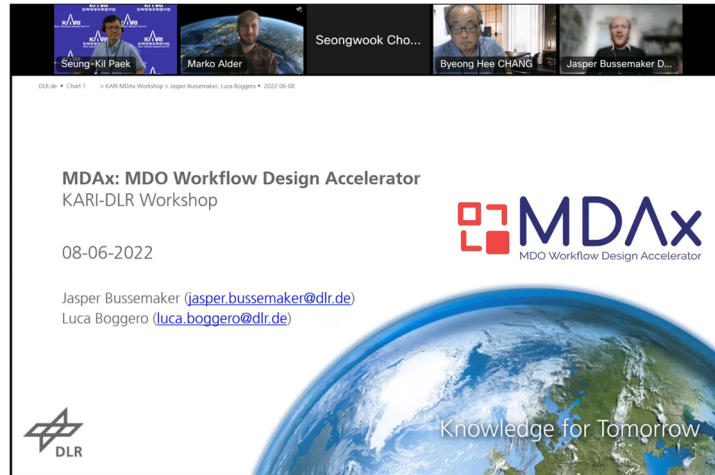 KARI
KARI
KARI
Seung-Kil Paek
Marko Alder
Seongwook Cho...
Byeong Hee CHANG
Jasper Bussemaker D...
DLR.de • Chart 1 > KARI MDAx Workshop > Jasper Bussemaker, Luca Boggero • 2022-06-08
MDAx: MDO Workflow Design Accelerator
KARI-DLR Workshop
MDAx
MDO Workflow Design Accelerator
08-06-2022
Jasper Bussemaker (jasper.bussemaker@dlr.de)
Luca Boggero (luca.boggero@dlr.de)
Knowledge for Tomorrow
DLR